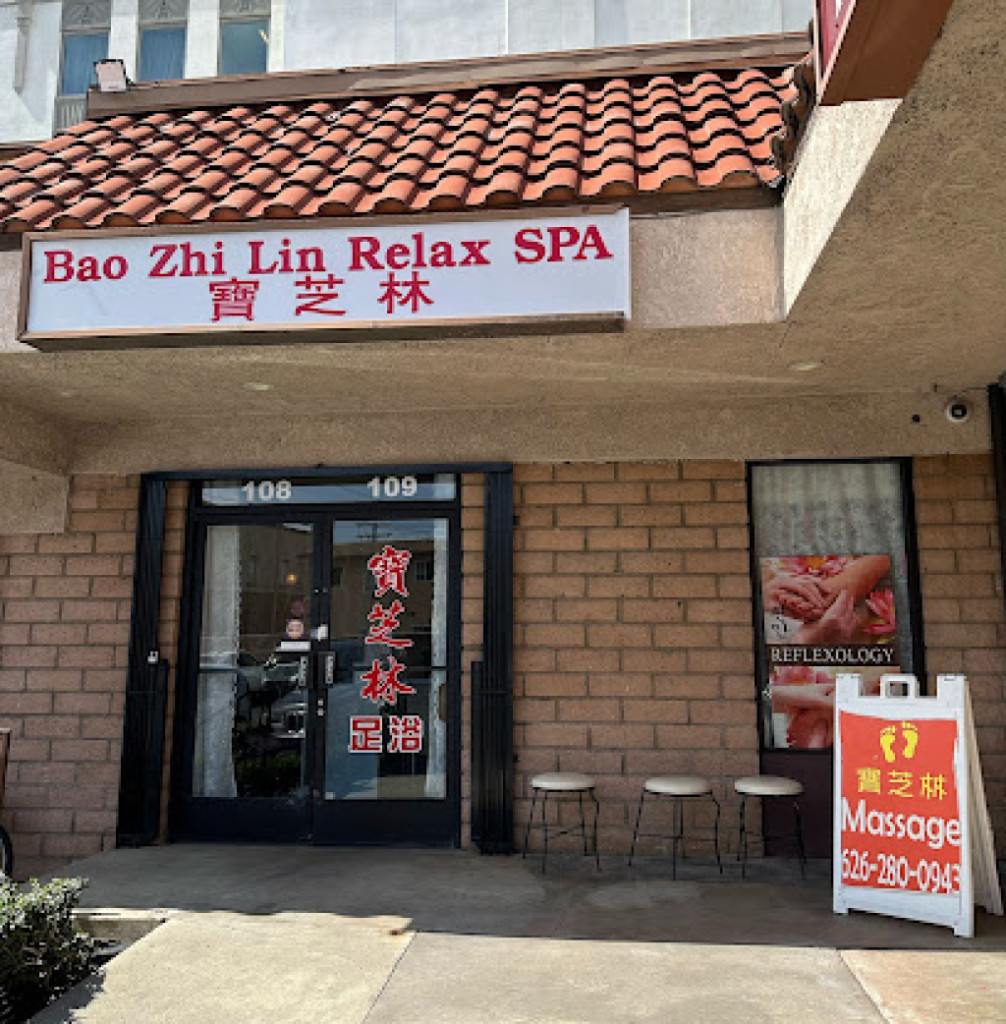 Bao Zhi Lin Relax SPA
寶芝林
108 109
寶芝林
足浴
REFLEXOLOGY
寶芝林
Massage
626-280-0943